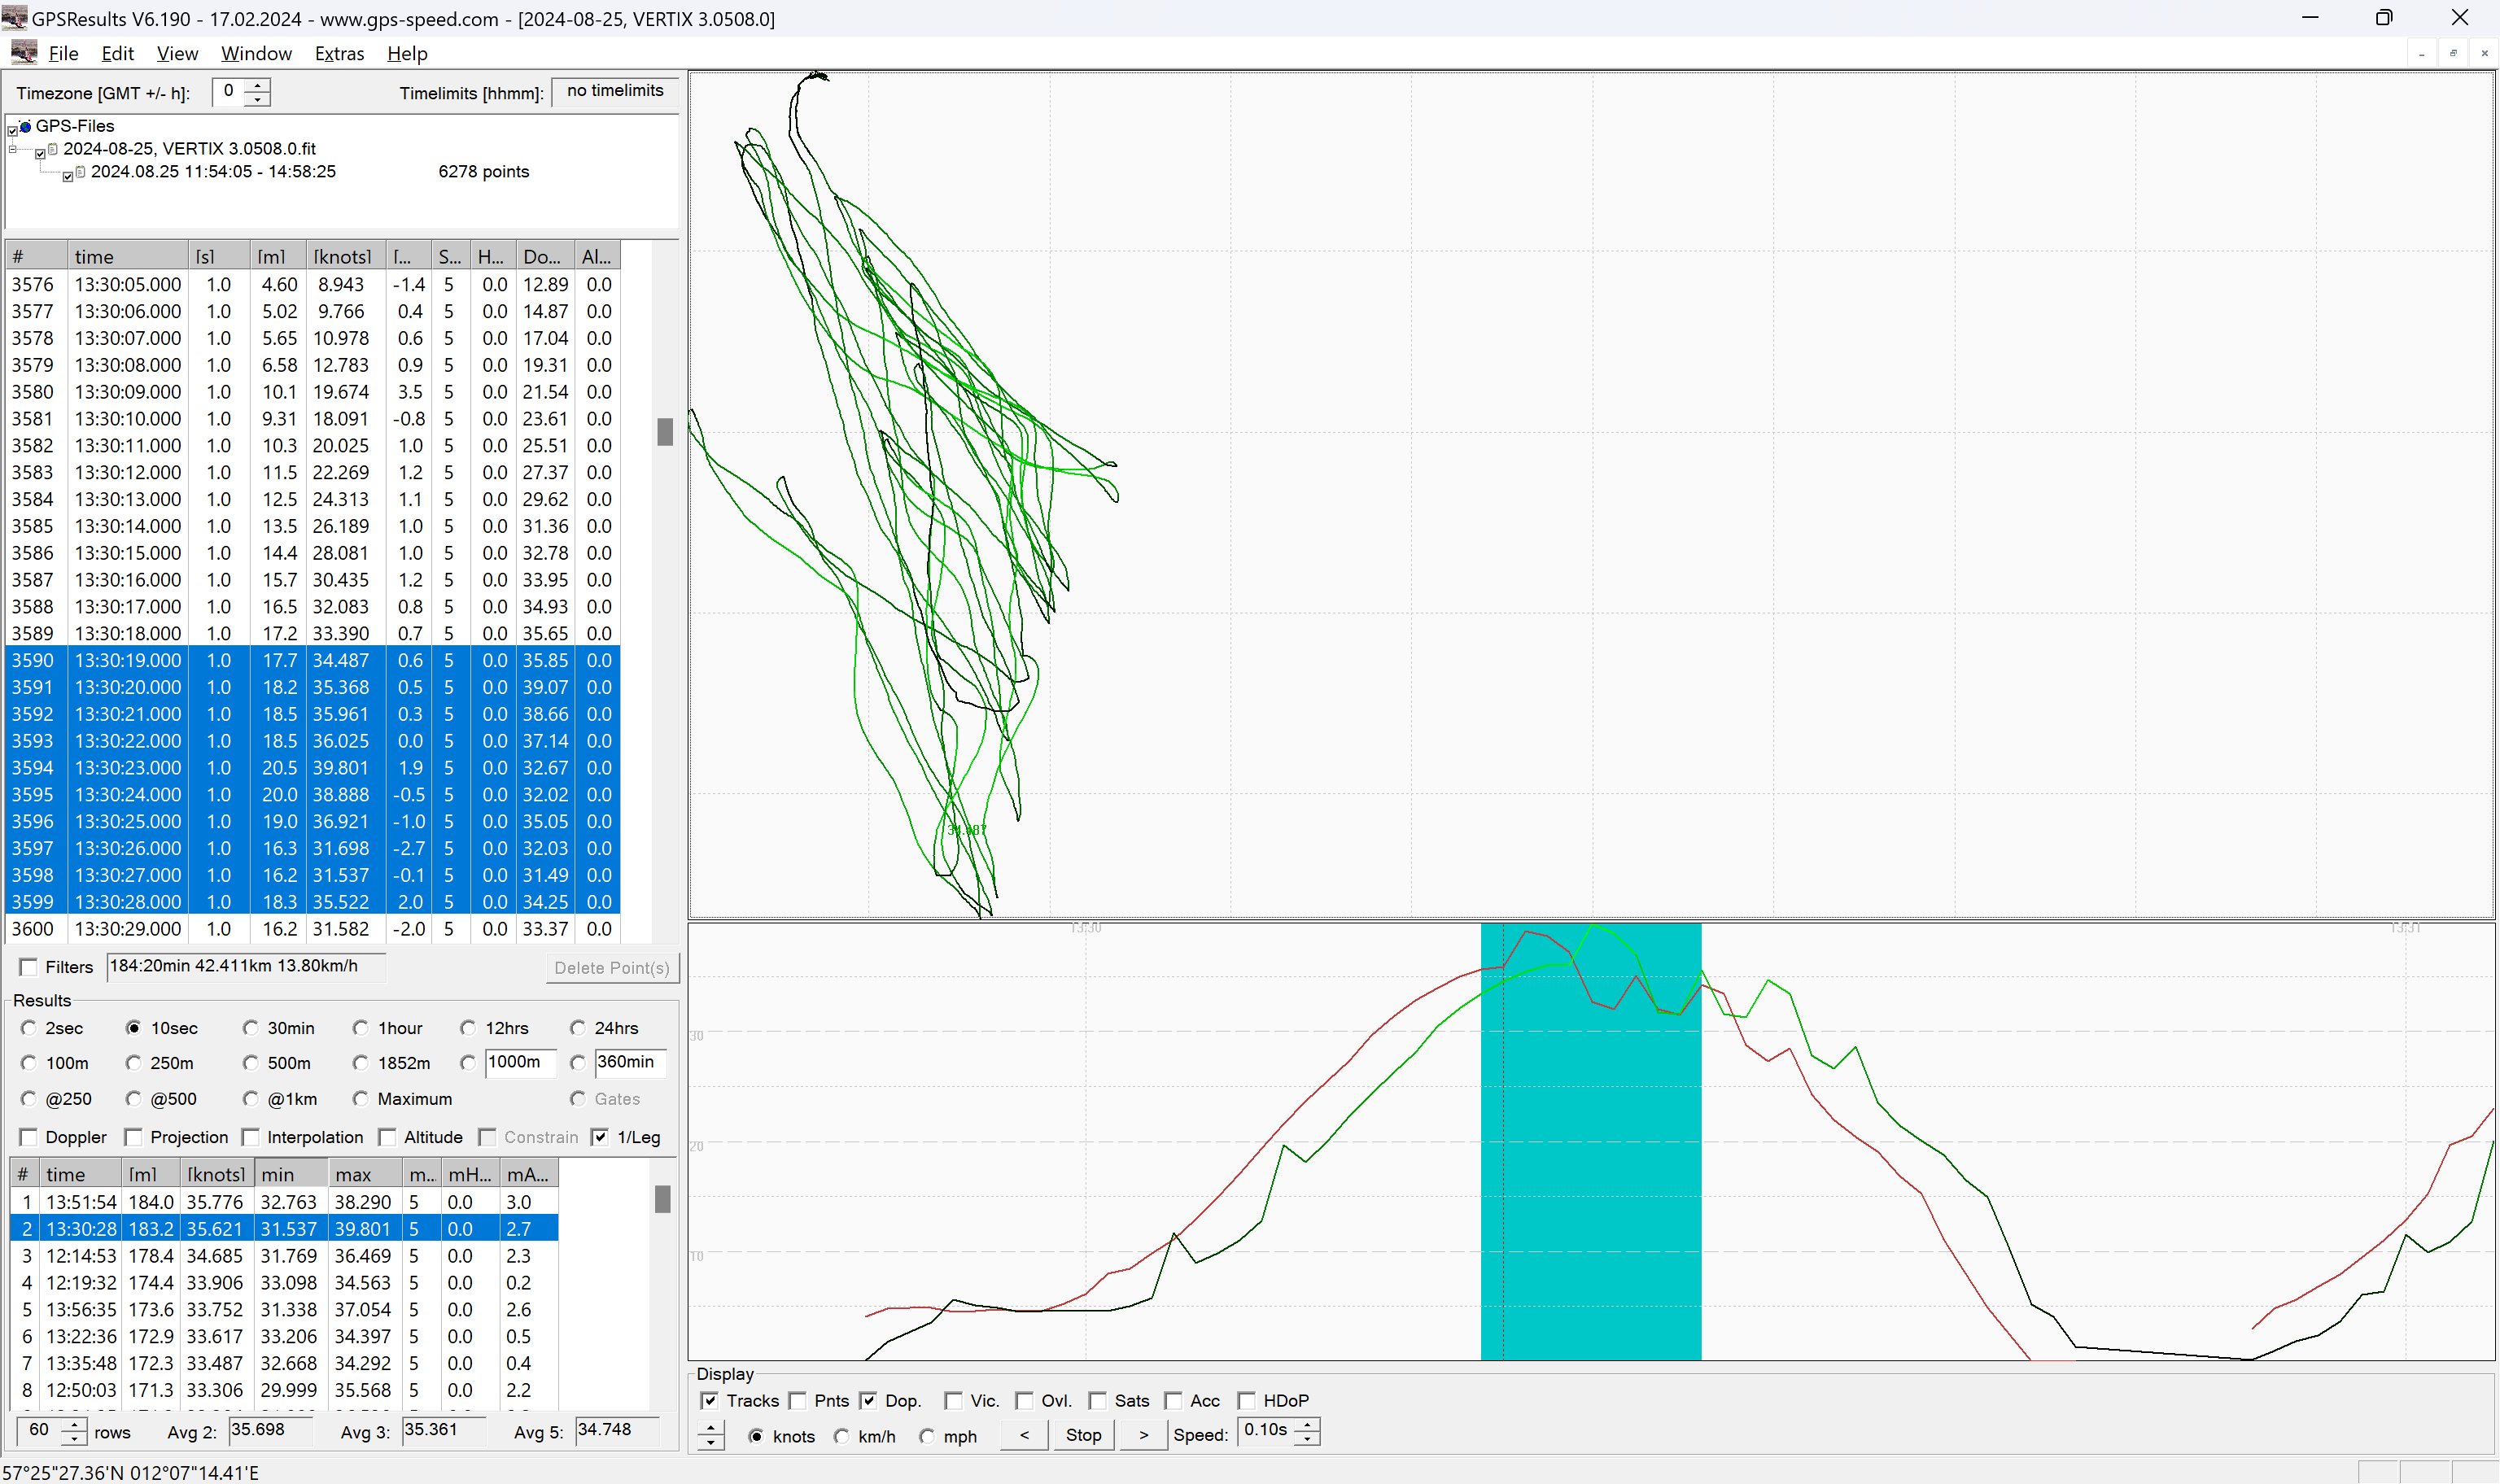 GPSResults V6.190 - 17.02.2024 - www.gps-speed.com - [2024-08-25, VERTIX 3.0508.0]
File Edit View Window Extras Help
Timezone [GMT +/- h]: 0 Timelimits [hhmm]: no timelimits
GPS-Files
2024-08-25, VERTIX 3.0508.0.fit
2024.08.25 11:54:05 - 14:58:25 6278 points
# time [s] [m] [knots] [... S... H... Do... Al...
3576 13:30:05.000 1.0 4.60 8.943 -1.4 5 0.0 12.89 0.0
3577 13:30:06.000 1.0 5.02 9.766 0.4 5 0.0 14.87 0.0
3578 13:30:07.000 1.0 5.65 10.978 0.6 5 0.0 17.04 0.0
3579 13:30:08.000 1.0 6.58 12.783 0.9 5 0.0 19.31 0.0
3580 13:30:09.000 1.0 10.1 19.674 3.5 5 0.0 21.54 0.0
3581 13:30:10.000 1.0 9.31 18.091 -0.8 5 0.0 23.61 0.0
3582 13:30:11.000 1.0 10.3 20.025 1.0 5 0.0 25.51 0.0
3583 13:30:12.000 1.0 11.5 22.269 1.2 5 0.0 27.37 0.0
3584 13:30:13.000 1.0 12.5 24.313 1.1 5 0.0 29.62 0.0
3585 13:30:14.000 1.0 13.5 26.189 1.0 5 0.0 31.36 0.0
3586 13:30:15.000 1.0 14.4 28.081 1.0 5 0.0 32.78 0.0
3587 13:30:16.000 1.0 15.7 30.435 1.2 5 0.0 33.95 0.0
3588 13:30:17.000 1.0 16.5 32.083 0.8 5 0.0 34.93 0.0
3589 13:30:18.000 1.0 17.2 33.390 0.7 5 0.0 35.65 0.0
3590 13:30:19.000 1.0 17.7 34.487 0.6 5 0.0 35.85 0.0
3591 13:30:20.000 1.0 18.2 35.368 0.5 5 0.0 39.07 0.0
3592 13:30:21.000 1.0 18.5 35.961 0.3 5 0.0 38.66 0.0
3593 13:30:22.000 1.0 18.5 36.025 0.0 5 0.0 37.14 0.0
3594 13:30:23.000 1.0 20.5 39.801 1.9 5 0.0 32.67 0.0
3595 13:30:24.000 1.0 20.0 38.888 -0.5 5 0.0 32.02 0.0
3596 13:30:25.000 1.0 19.0 36.921 -1.0 5 0.0 35.05 0.0
3597 13:30:26.000 1.0 16.3 31.698 -2.7 5 0.0 32.03 0.0
3598 13:30:27.000 1.0 16.2 31.537 -0.1 5 0.0 31.49 0.0
3599 13:30:28.000 1.0 18.3 35.522 2.0 5 0.0 34.25 0.0
3600 13:30:29.000 1.0 16.2 31.582 -2.0 5 0.0 33.37 0.0
34.487
13:30 13:31
30
20
10
Filters 184:20min 42.411km 13.80km/h Delete Point(s)
Results
2sec 10sec 30min 1hour 12hrs 24hrs
100m 250m 500m 1852m 1000m 360min
@250 @500 @1km Maximum Gates
Doppler Projection Interpolation Altitude Constrain 1/Leg
# time [m] [knots] min max m... mH... mA...
1 13:51:54 184.0 35.776 32.763 38.290 5 0.0 3.0
2 13:30:28 183.2 35.621 31.537 39.801 5 0.0 2.7
3 12:14:53 178.4 34.685 31.769 36.469 5 0.0 2.3
4 12:19:32 174.4 33.906 33.098 34.563 5 0.0 0.2
5 13:56:35 173.6 33.752 31.338 37.054 5 0.0 2.6
6 13:22:36 172.9 33.617 33.206 34.397 5 0.0 0.5
7 13:35:48 172.3 33.487 32.668 34.292 5 0.0 0.4
8 12:50:03 171.3 33.306 29.999 35.568 5 0.0 2.2
60 rows Avg 2: 35.698 Avg 3: 35.361 Avg 5: 34.748
Display
Tracks Pnts Dop. Vic. Ovl. Sats Acc HDoP
knots km/h mph < Stop > Speed: 0.10s
57°25"27.36'N 012°07"14.41'E